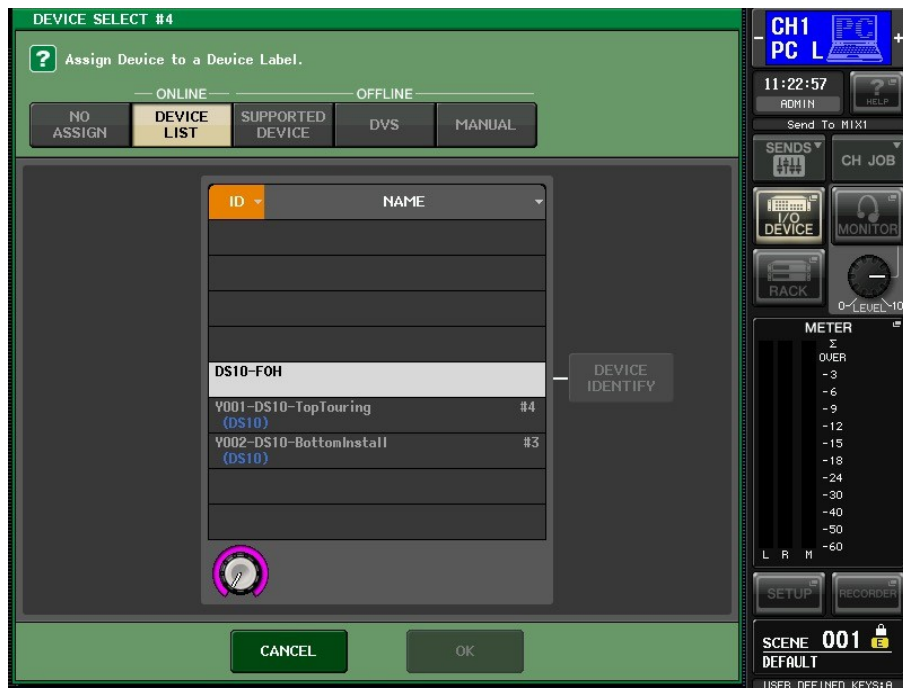 DEVICE SELECT #4
? Assign Device to a Device Label.
ONLINE
OFFLINE
NO ASSIGN
DEVICE LIST
SUPPORTED DEVICE
DVS
MANUAL
ID
NAME
DS10-FOH
Y001-DS10-TopTouring #4
(DS10)
Y002-DS10-BottomInstall #3
(DS10)
DEVICE IDENTIFY
CANCEL
OK
- CH1 +
PC L
PC
11:22:57
ADMIN
? HELP
Send To MIX1
SENDS
CH JOB
I/O DEVICE
MONITOR
RACK
0 LEVEL 10
METER
Σ
OVER
-3
-6
-9
-12
-15
-18
-24
-30
-40
-50
-60
L R M
SETUP
RECORDER
SCENE 001 E
DEFAULT
USER DEFINED KEYS:A